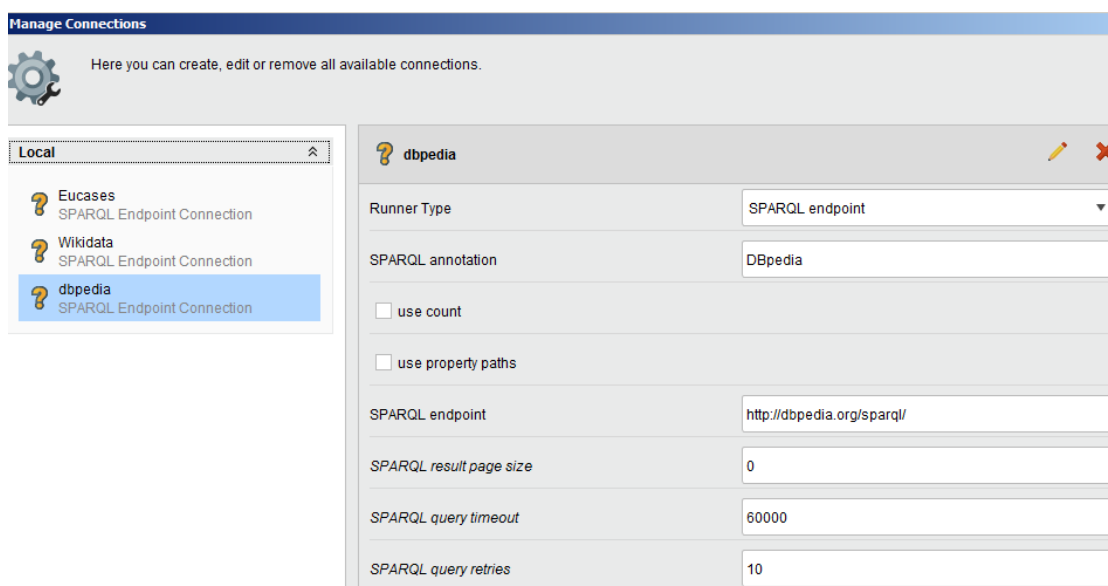 Manage Connections
Here you can create, edit or remove all available connections.
Local
Eucases
SPARQL Endpoint Connection
Wikidata
SPARQL Endpoint Connection
dbpedia
SPARQL Endpoint Connection
dbpedia
Runner Type SPARQL endpoint
SPARQL annotation DBpedia
use count
use property paths
SPARQL endpoint http://dbpedia.org/sparql/
SPARQL result page size 0
SPARQL query timeout 60000
SPARQL query retries 10